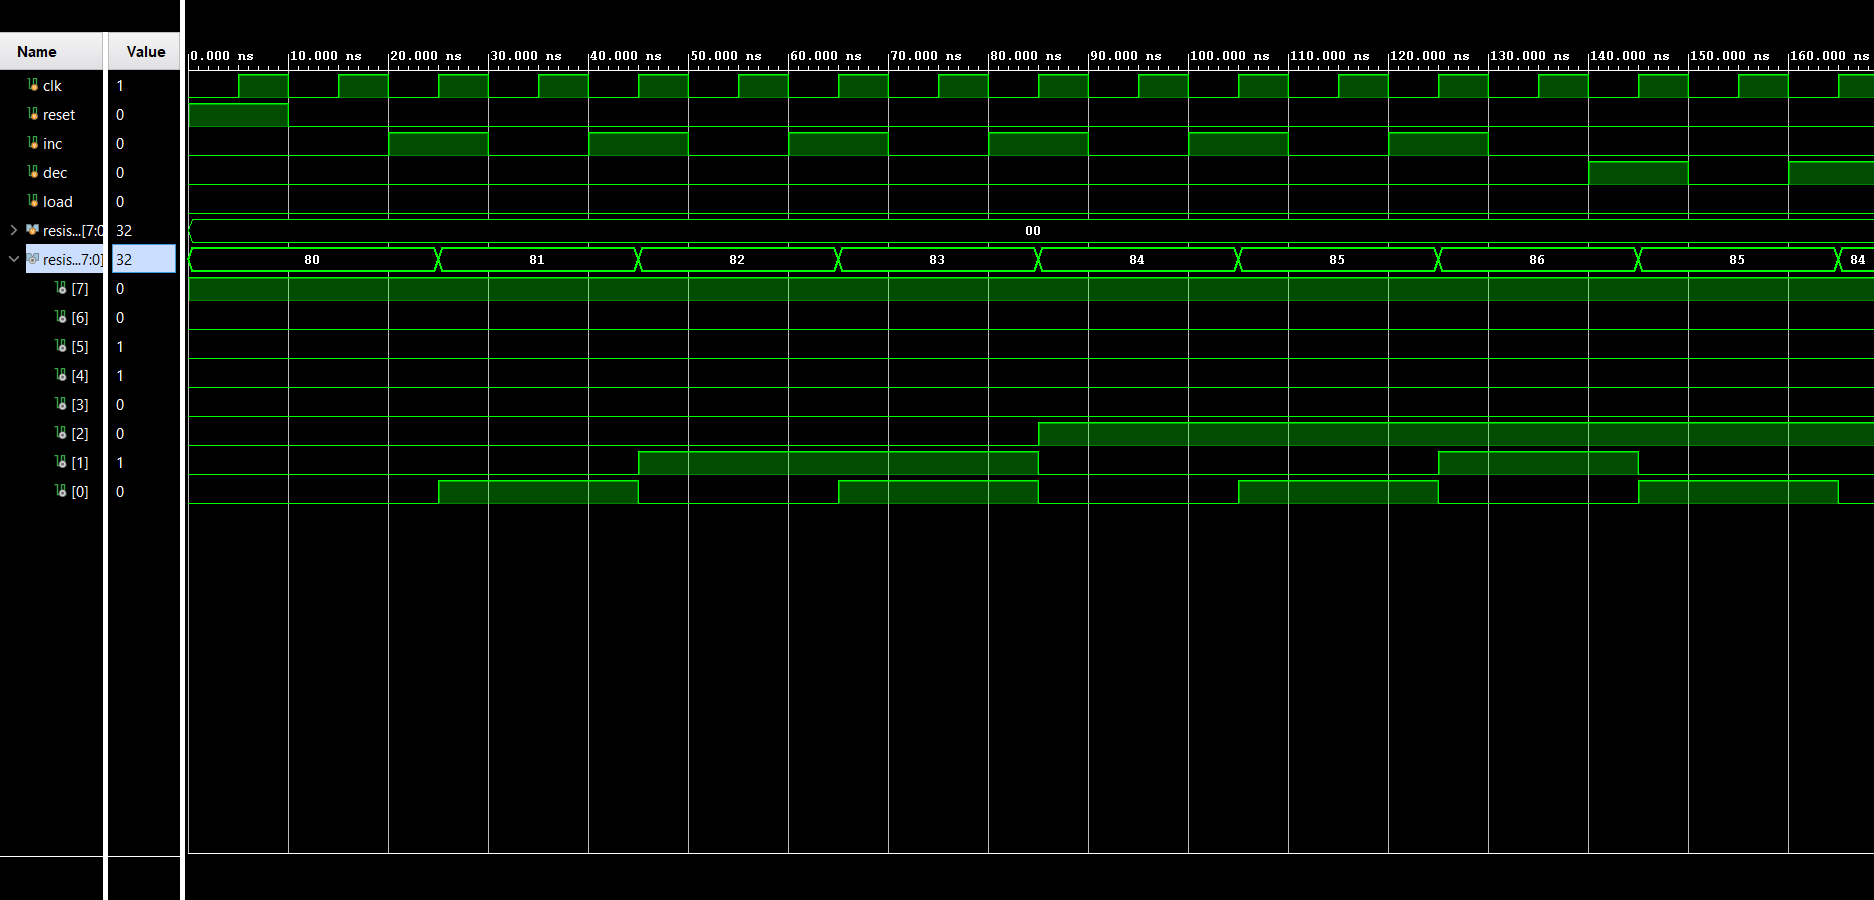 Name Value 0.000 ns 10.000 ns 20.000 ns 30.000 ns 40.000 ns 50.000 ns 60.000 ns 70.000 ns 80.000 ns 90.000 ns 100.000 ns 110.000 ns 120.000 ns 130.000 ns 140.000 ns 150.000 ns 160.000 ns
clk 1
reset 0
inc 0
dec 0
load 0
resis...[7:0 32 00
resis...7:0] 32 80 81 82 83 84 85 86 85 84
[7] 0
[6] 0
[5] 1
[4] 1
[3] 0
[2] 0
[1] 1
[0] 0